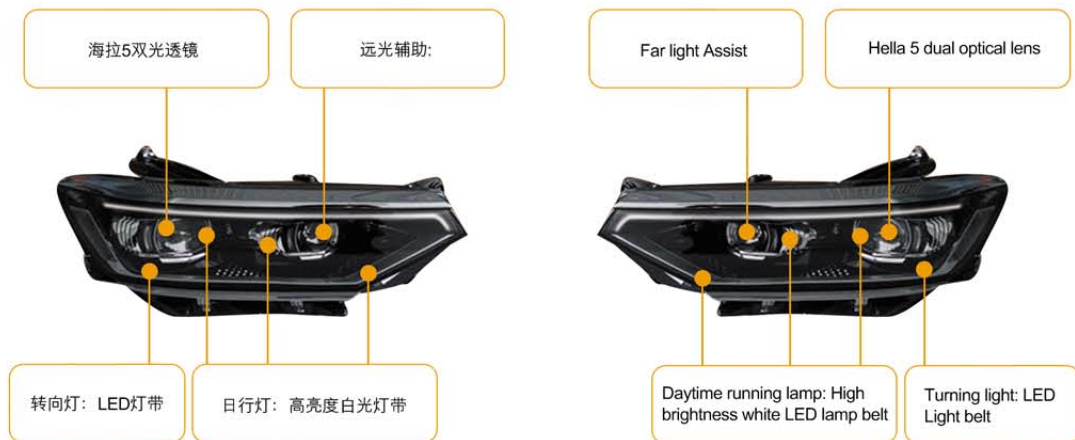 海拉5双光透镜
远光辅助:
Far light Assist
Hella 5 dual optical lens
转向灯：LED灯带
日行灯：高亮度白光灯带
Daytime running lamp: High
brightness white LED lamp belt
Turning light: LED
Light belt